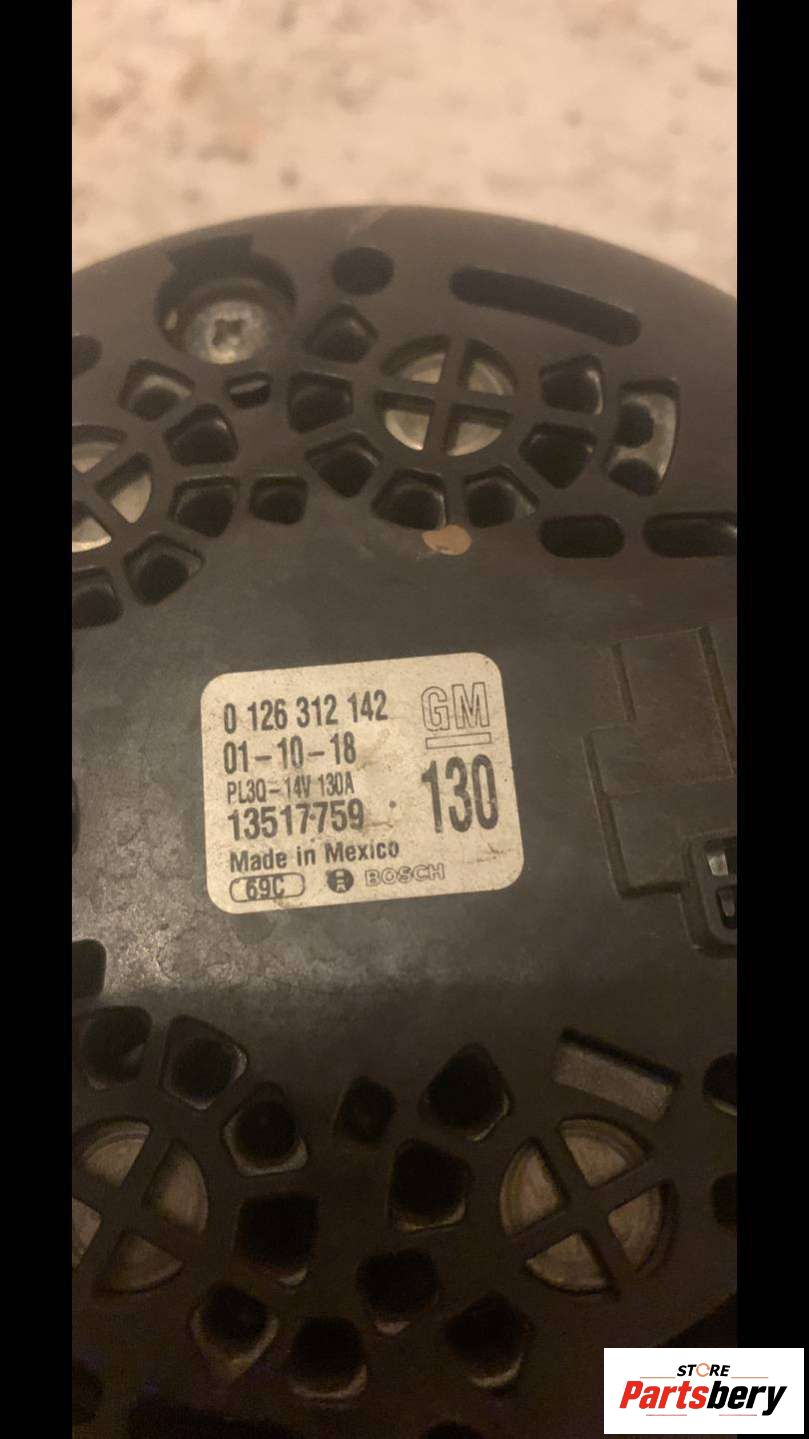 0 126 312 142
GM
01-10-18
PL3Q-14V 130A
130
13517759
Made in Mexico
69C
BOSCH
STORE
Partsbery